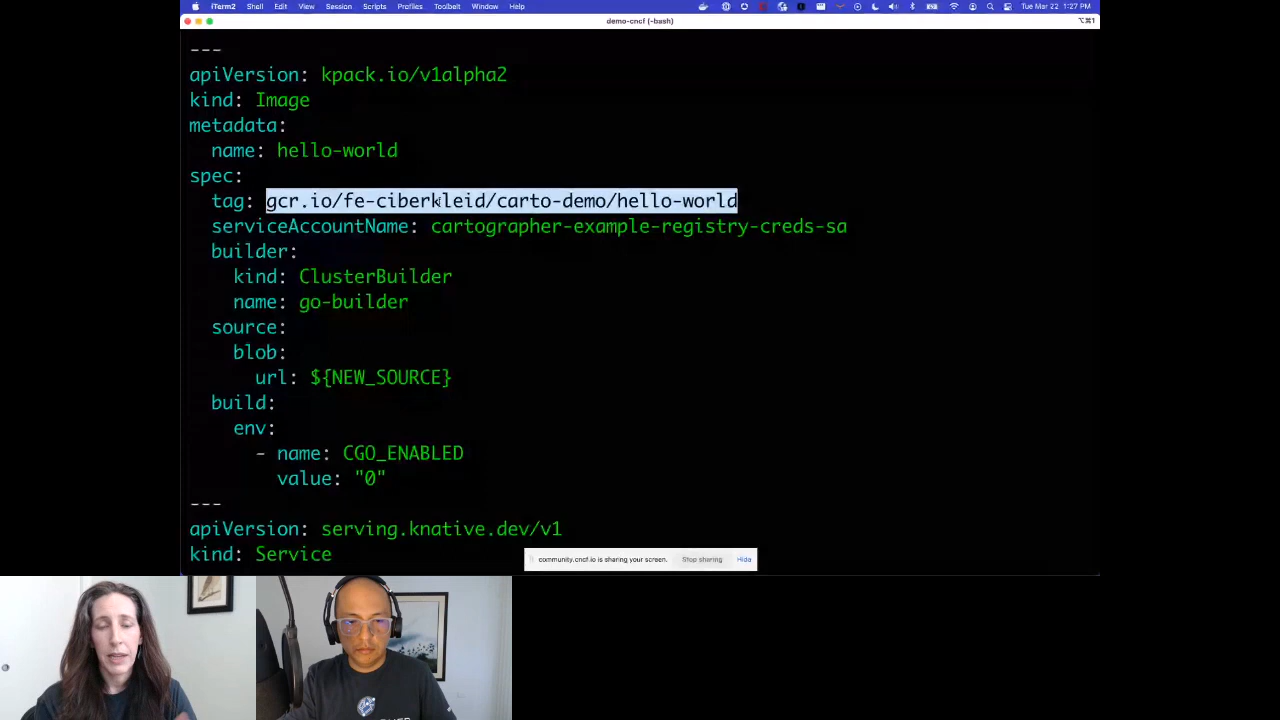 iTerm2 Shell Edit View Session Scripts Profiles Toolbelt Window Help Tue Mar 22 1:27 PM
demo-cncf (-bash) ⌥⌘1
---
apiVersion: kpack.io/v1alpha2
kind: Image
metadata:
  name: hello-world
spec:
  tag: gcr.io/fe-ciberkleid/carto-demo/hello-world
  serviceAccountName: cartographer-example-registry-creds-sa
  builder:
    kind: ClusterBuilder
    name: go-builder
  source:
    blob:
      url: ${NEW_SOURCE}
  build:
    env:
      - name: CGO_ENABLED
        value: "0"
---
apiVersion: serving.knative.dev/v1
kind: Service
community.cncf.io is sharing your screen. Stop sharing Hide